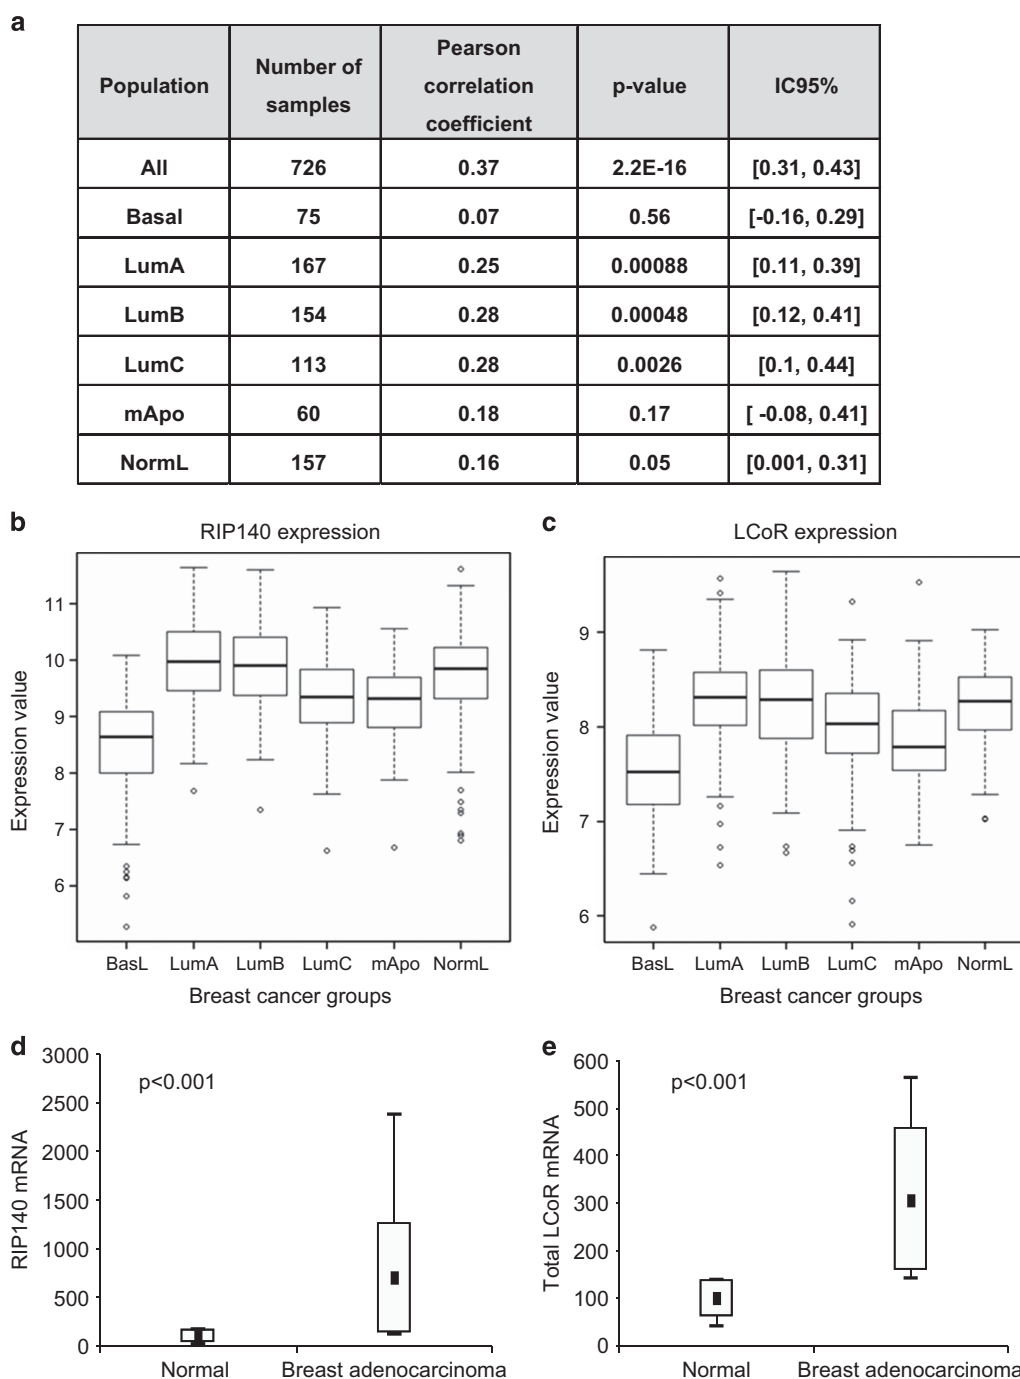 a
Population Number of samples Pearson correlation coefficient p-value IC95%
All 726 0.37 2.2E-16 [0.31, 0.43]
Basal 75 0.07 0.56 [-0.16, 0.29]
LumA 167 0.25 0.00088 [0.11, 0.39]
LumB 154 0.28 0.00048 [0.12, 0.41]
LumC 113 0.28 0.0026 [0.1, 0.44]
mApo 60 0.18 0.17 [ -0.08, 0.41]
NormL 157 0.16 0.05 [0.001, 0.31]
b
RIP140 expression
Expression value
11
10
9
8
7
6
BasL LumA LumB LumC mApo NormL
Breast cancer groups
c
LCoR expression
Expression value
9
8
7
6
BasL LumA LumB LumC mApo NormL
Breast cancer groups
d
RIP140 mRNA
3000
2500
2000
1500
1000
500
0
p<0.001
Normal Breast adenocarcinoma
e
Total LCoR mRNA
600
500
400
300
200
100
0
p<0.001
Normal Breast adenocarcinoma